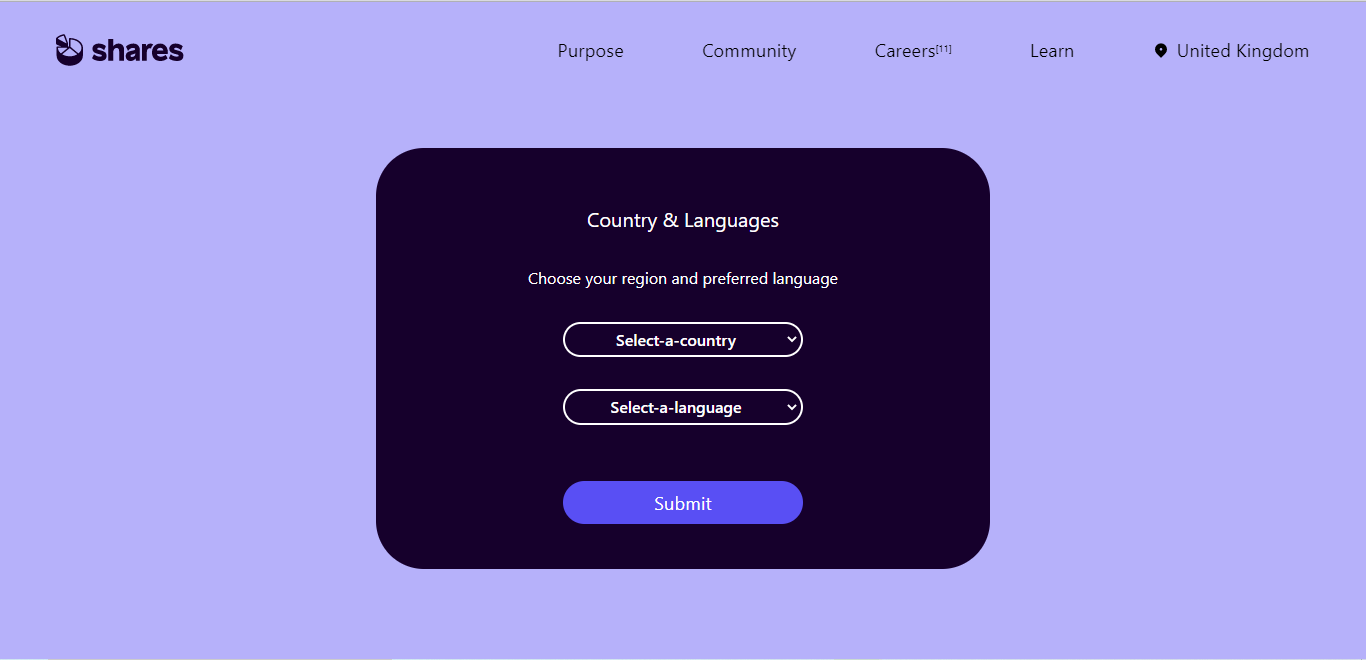 shares
Purpose Community Careers[11] Learn United Kingdom
Country & Languages
Choose your region and preferred language
Select-a-country
Select-a-language
Submit